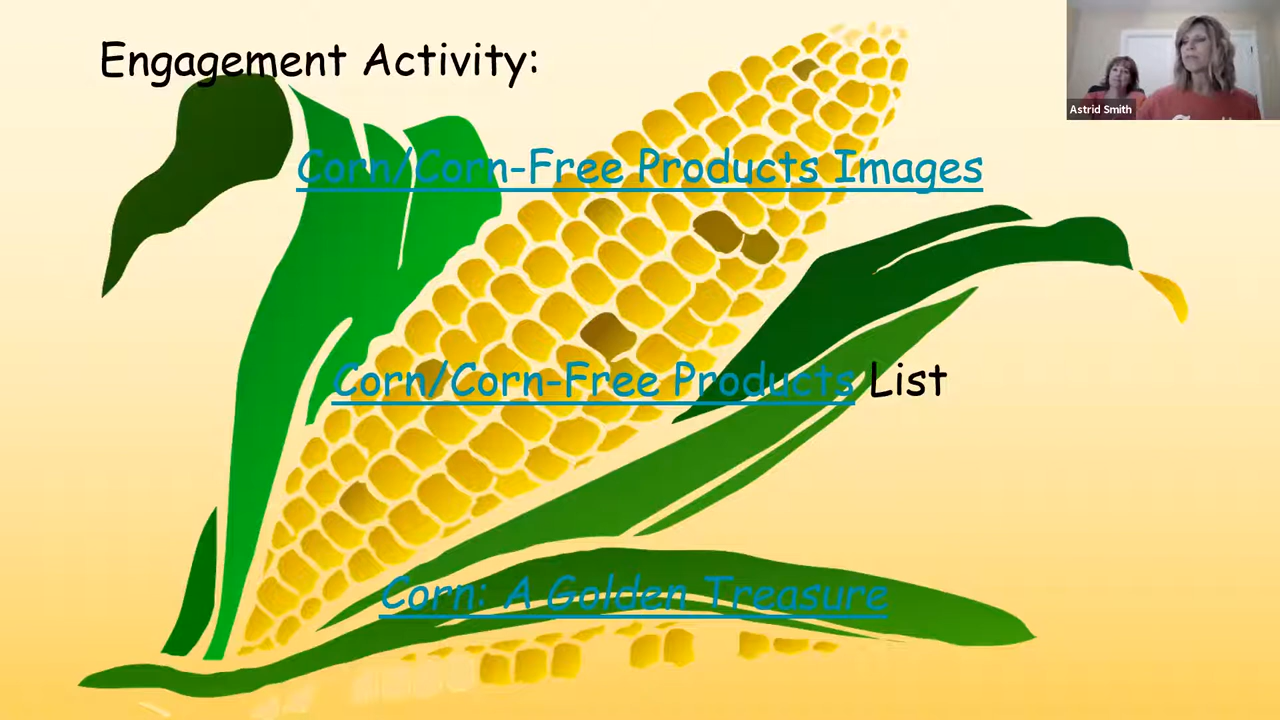 Engagement Activity:
Astrid Smith
Corn/Corn-Free Products Images
Corn/Corn-Free Products List
Corn: A Golden Treasure